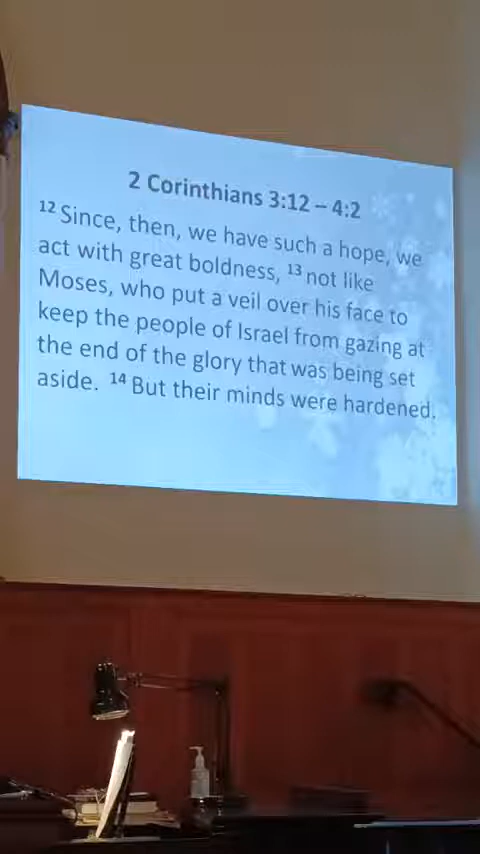 2 Corinthians 3:12 – 4:2
12 Since, then, we have such a hope, we
act with great boldness, 13 not like
Moses, who put a veil over his face to
keep the people of Israel from gazing at
the end of the glory that was being set
aside. 14 But their minds were hardened.